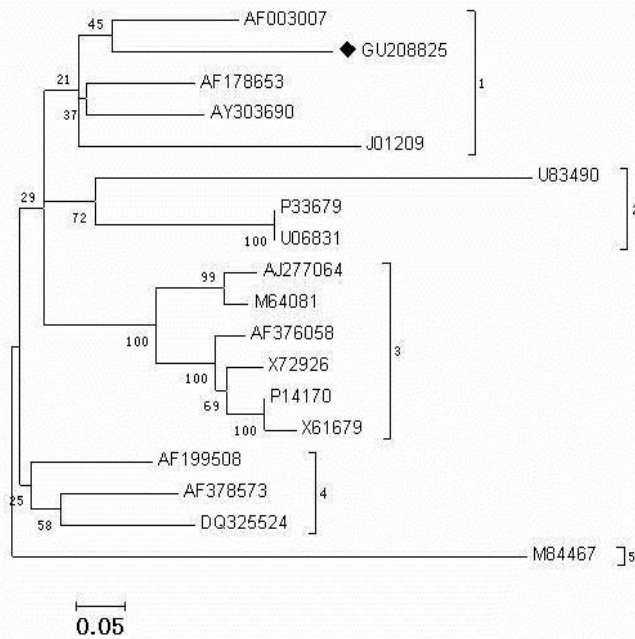 45
AF003007
GU208825
21
AF178653
1
37
AY303690
J01209
U83490
29
P33679
2
72
100
U06831
AJ277064
99
M64081
100
AF376058
3
100
X72926
P14170
69
100
X61679
AF199508
25
AF378573
4
58
DQ325524
M84467
5
0.05